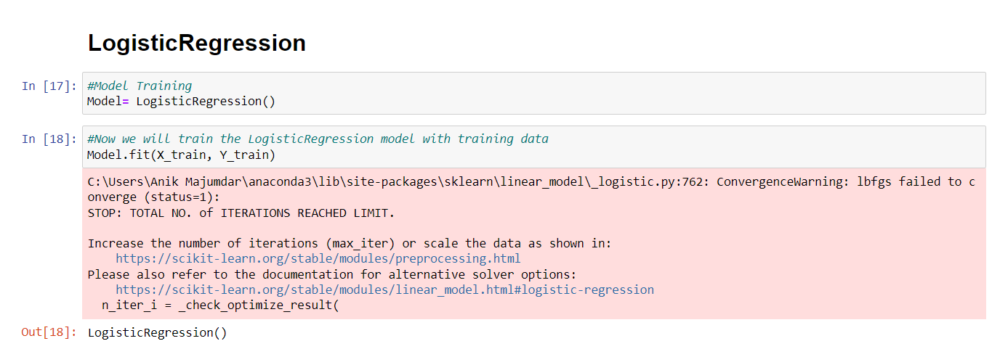 LogisticRegression
In [17]: #Model Training
Model= LogisticRegression()
In [18]: #Now we will train the LogisticRegression model with training data
Model.fit(X_train, Y_train)
C:\Users\Anik Majumdar\anaconda3\lib\site-packages\sklearn\linear_model\_logistic.py:762: ConvergenceWarning: lbfgs failed to c
onverge (status=1):
STOP: TOTAL NO. of ITERATIONS REACHED LIMIT.
Increase the number of iterations (max_iter) or scale the data as shown in:
    https://scikit-learn.org/stable/modules/preprocessing.html
Please also refer to the documentation for alternative solver options:
    https://scikit-learn.org/stable/modules/linear_model.html#logistic-regression
  n_iter_i = _check_optimize_result(
Out[18]: LogisticRegression()